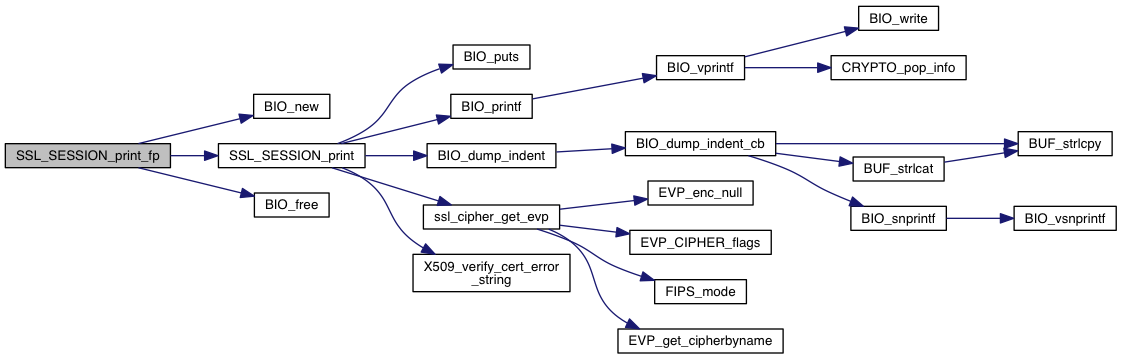 BIO_write
BIO_puts
BIO_vprintf
CRYPTO_pop_info
BIO_new
BIO_printf
SSL_SESSION_print_fp
SSL_SESSION_print
BIO_dump_indent
BIO_dump_indent_cb
BUF_strlcpy
BUF_strlcat
BIO_free
ssl_cipher_get_evp
EVP_enc_null
BIO_snprintf
BIO_vsnprintf
EVP_CIPHER_flags
X509_verify_cert_error
_string
FIPS_mode
EVP_get_cipherbyname